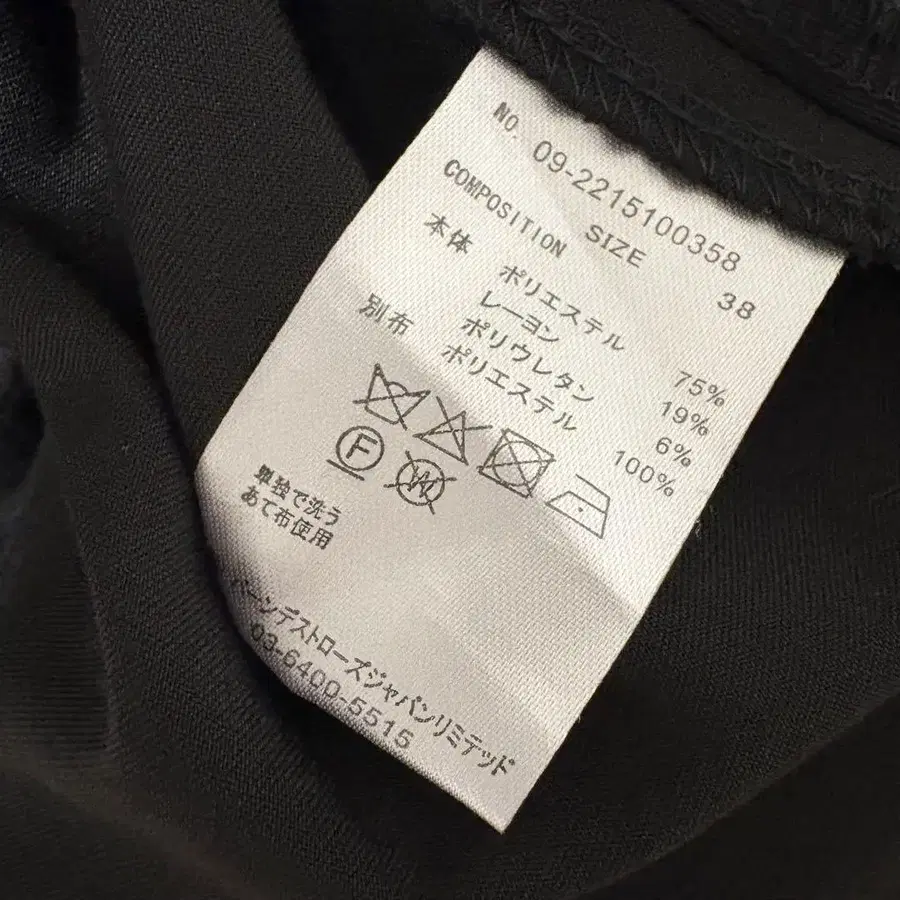 NO. 09-2215100358
COMPOSITION SIZE 38
本体 ポリエステル 75%
レーヨン 19%
ポリウレタン 6%
別布 ポリエステル 100%
F W
単独で洗う
あて布使用
バーンデストローズジャパンリミテッド
03-6400-5515